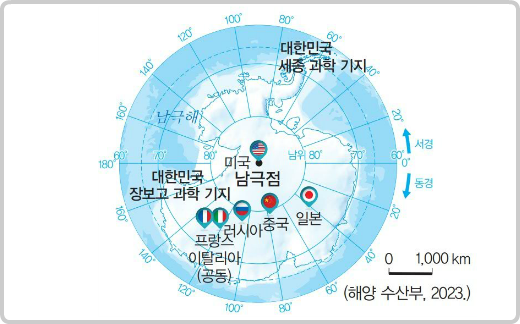 100° 80°
120° 60°
140° 40°
160° 20°
180° 60° 70° 80° 80° 70° 60° 0°
160° 20°
140° 40°
120° 60°
100° 80°
대한민국
세종 과학 기지
남극해
서경
동경
미국
남위
남극점
대한민국
장보고 과학 기지
일본
중국
러시아
프랑스
이탈리아
(공동)
0 1,000 km
(해양 수산부, 2023.)